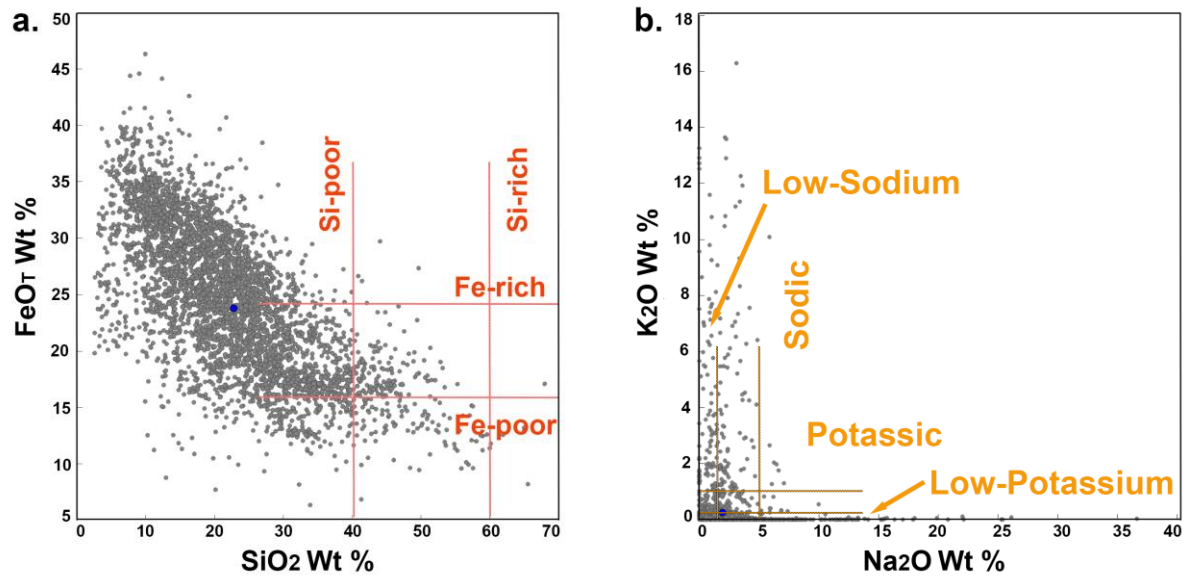 a.
50
45
40
35
30
25
20
15
10
5
FeOT Wt %
0
10
20
30
40
50
60
70
SiO2 Wt %
Si-poor
Si-rich
Fe-rich
Fe-poor
b.
18
16
14
12
10
8
6
4
2
0
K2O Wt %
0
5
10
15
20
25
30
35
40
Na2O Wt %
Low-Sodium
Sodic
Potassic
Low-Potassium